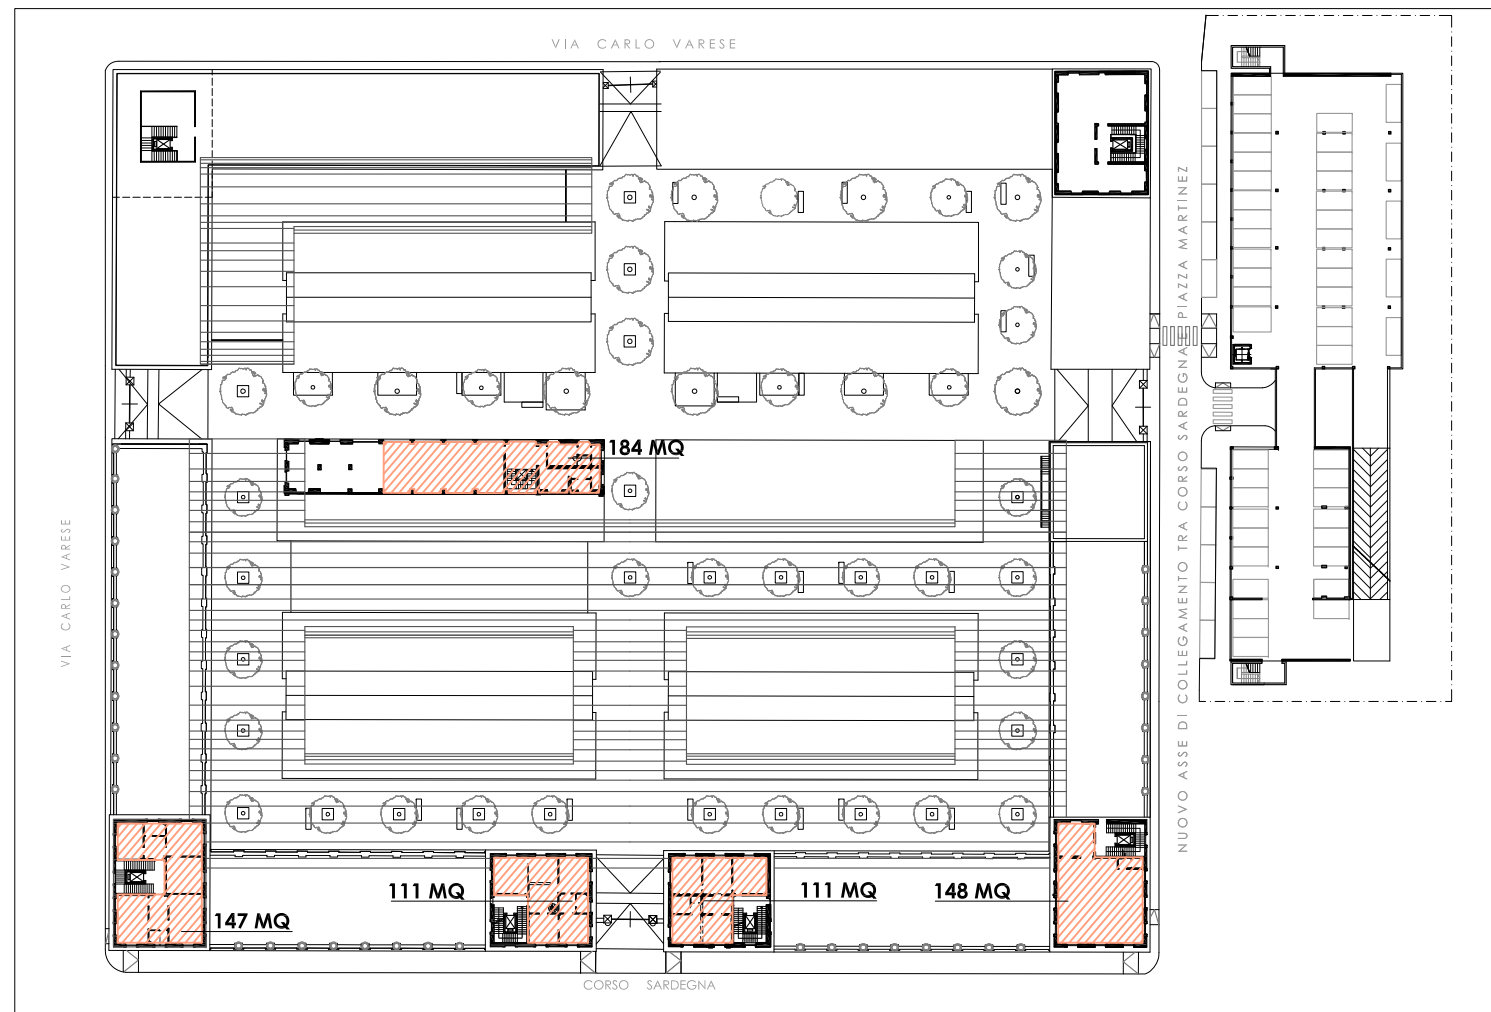 VIA CARLO VARESE
NUOVO ASSE DI COLLEGAMENTO TRA CORSO SARDEGNA E PIAZZA MARTINEZ
184 MQ
VIA CARLO VARESE
111 MQ
111 MQ
148 MQ
147 MQ
CORSO SARDEGNA